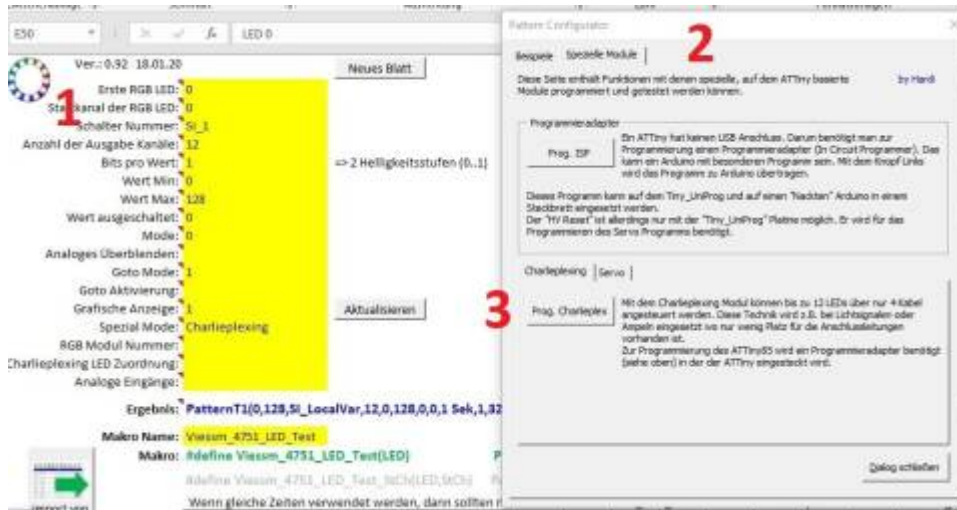 E50
fx
LED 0
Ver.: 0.92 18.01.20
Neues Blatt
1
Erste RGB LED: 0
Startkanal der RGB LED: 0
Schalter Nummer: SI_1
Anzahl der Ausgabe Kanäle: 12
Bits pro Wert: 1
=> 2 Helligkeitsstufen (0..1)
Wert Min: 0
Wert Max: 128
Wert ausgeschaltet: 0
Mode: 0
Analoges Überblenden:
Goto Mode: 1
Goto Aktivierung:
Grafische Anzeige: 1
Aktualisieren
Spezial Mode: Charlieplexing
RGB Modul Nummer:
Charlieplexing LED Zuordnung:
Analoge Eingänge:
Ergebnis: PatternT1(0,128,SI_LocalVar,12,0,128,0,0,1 Sek,1,32
Makro Name: Viessm_4751_LED_Test
Makro: #define Viessm_4751_LED_Test(LED)
#define Viessm_4751_LED_Test_StCh(LED,StCh)
Wenn gleiche Zeiten verwendet werden, dann sollten
Import von
Pattern Configurator
2
Beispiele
Spezielle Module
Diese Seite enthält Funktionen mit denen spezielle, auf dem ATTiny basierte
Module programmiert und getestet werden können.
by Hardi
Programmieradapter
Prog. ISP
Ein ATTiny hat keinen USB Anschluss. Darum benötigt man zur
Programmierung einen Programmieradapter (In Circuit Programmer). Das
kann ein Arduino mit besonderen Programm sein. Mit dem Knopf Links
wird das Programm zu Arduino übertragen.
Dieses Programm kann auf dem Tiny_UniProg und auf einen "Nackten" Arduino in einem
Steckbrett eingesetzt werden.
Der "HV Reset" ist allerdings nur mit der "Tiny_UniProg" Platine möglich. Er wird für das
Programmieren des Servo Programms benötigt.
Charlieplexing
Servo
3
Prog. Charlieplex
Mit dem Charlieplexing Modul können bis zu 12 LEDs über nur 4 Kabel
angesteuert werden. Diese Technik wird z.B. bei Lichtsignalen oder
Ampeln eingesetzt wo nur wenig Platz für die Anschlussleitungen
vorhanden ist.
Zur Programmierung des ATTiny85 wird ein Programmieradapter benötigt
(siehe oben) in der der ATTiny eingesteckt wird.
Dialog schließen